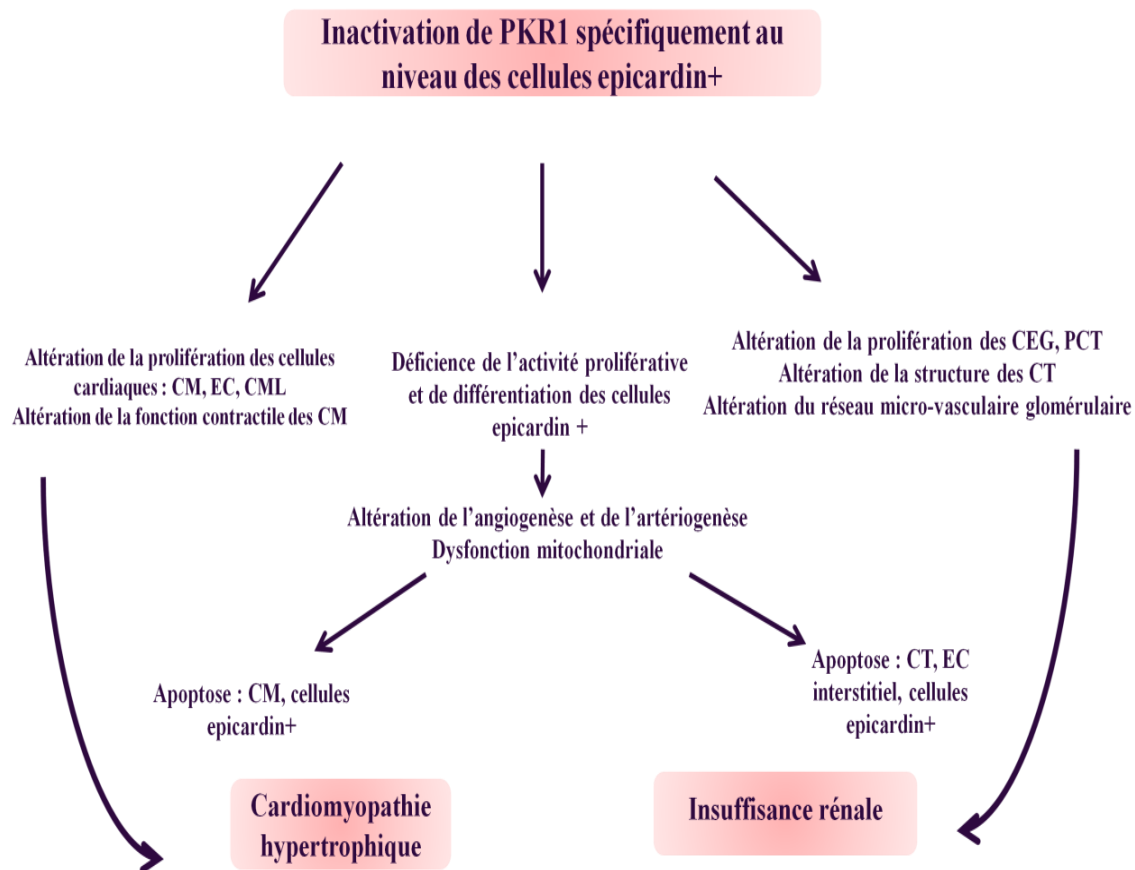 Inactivation de PKR1 spécifiquement au
niveau des cellules epicardin+
Altération de la prolifération des cellules
cardiaques : CM, EC, CML
Altération de la fonction contractile des CM
Déficience de l’activité proliférative
et de différentiation des cellules
epicardin +
Altération de la prolifération des CEG, PCT
Altération de la structure des CT
Altération du réseau micro-vasculaire glomérulaire
Altération de l’angiogenèse et de l’artériogenèse
Dysfonction mitochondriale
Apoptose : CM, cellules
epicardin+
Apoptose : CT, EC
interstitiel, cellules
epicardin+
Cardiomyopathie
hypertrophique
Insuffisance rénale